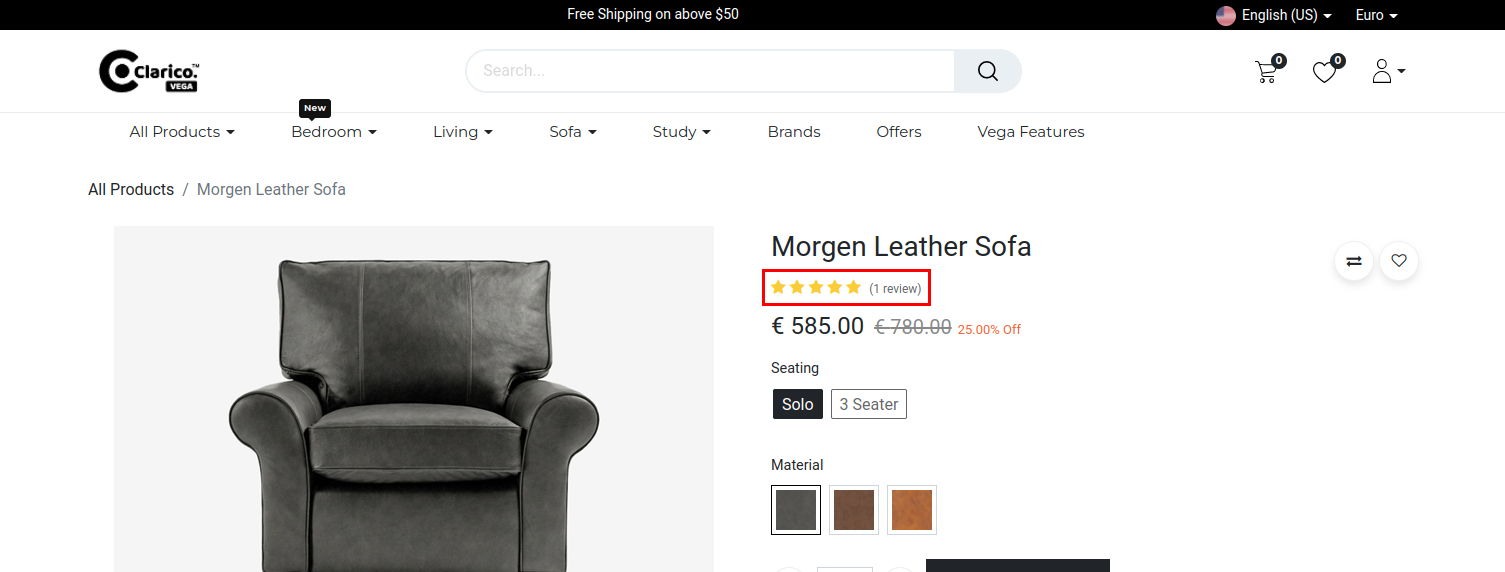 Free Shipping on above $50
English (US)
Euro
Clarico.™
VEGA
Search...
0
0
New
All Products
Bedroom
Living
Sofa
Study
Brands
Offers
Vega Features
All Products / Morgen Leather Sofa
Morgen Leather Sofa
(1 review)
€ 585.00 € 780.00 25.00% Off
Seating
Solo
3 Seater
Material